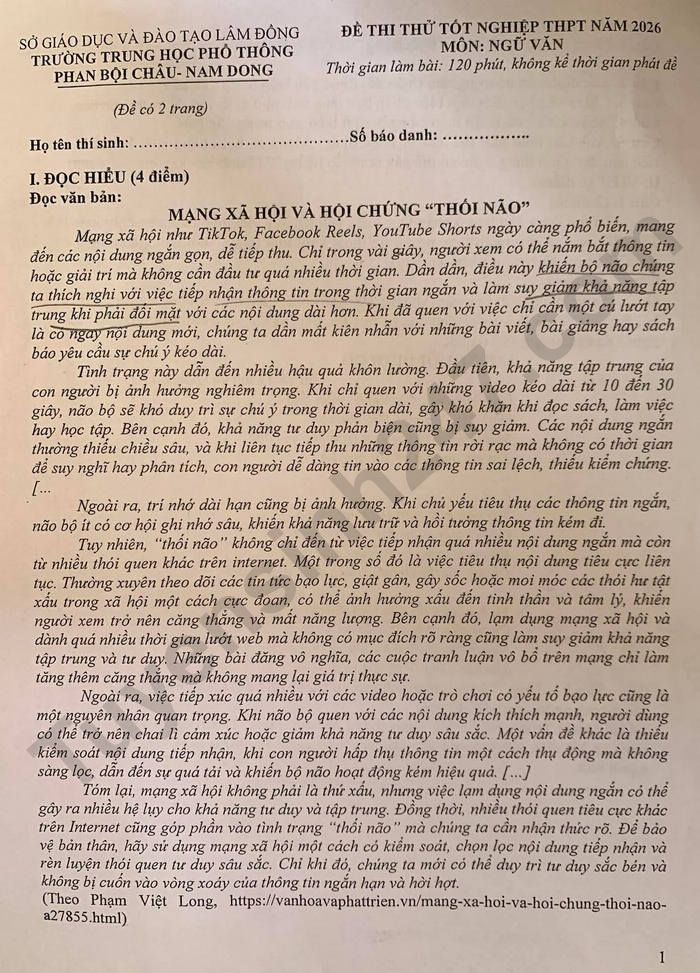 SỞ GIÁO DỤC VÀ ĐÀO TẠO LÂM ĐỒNG
TRƯỜNG TRUNG HỌC PHỔ THÔNG
PHAN BỘI CHÂU- NAM DONG
(Đề có 2 trang)
ĐỀ THI THỬ TỐT NGHIỆP THPT NĂM 2026
MÔN: NGỮ VĂN
Thời gian làm bài: 120 phút, không kể thời gian phát đề
Họ tên thí sinh: ……………………………………Số báo danh: ……………..
I. ĐỌC HIỂU (4 điểm)
Đọc văn bản:
MẠNG XÃ HỘI VÀ HỘI CHỨNG “THỐI NÃO”
Mạng xã hội như TikTok, Facebook Reels, YouTube Shorts ngày càng phổ biến, mang
đến các nội dung ngắn gọn, dễ tiếp thu. Chỉ trong vài giây, người xem có thể nắm bắt thông tin
hoặc giải trí mà không cần đầu tư quá nhiều thời gian. Dần dần, điều này khiến bộ não chúng
ta thích nghi với việc tiếp nhận thông tin trong thời gian ngắn và làm suy giảm khả năng tập
trung khi phải đối mặt với các nội dung dài hơn. Khi đã quen với việc chỉ cần một cú lướt tay
là có ngay nội dung mới, chúng ta dần mất kiên nhẫn với những bài viết, bài giảng hay sách
báo yêu cầu sự chú ý kéo dài.
Tình trạng này dẫn đến nhiều hậu quả khôn lường. Đầu tiên, khả năng tập trung của
con người bị ảnh hưởng nghiêm trọng. Khi chỉ quen với những video kéo dài từ 10 đến 30
giây, não bộ sẽ khó duy trì sự chú ý trong thời gian dài, gây khó khăn khi đọc sách, làm việc
hay học tập. Bên cạnh đó, khả năng tư duy phản biện cũng bị suy giảm. Các nội dung ngắn
thường thiếu chiều sâu, và khi liên tục tiếp thu những thông tin rời rạc mà không có thời gian
để suy nghĩ hay phân tích, con người dễ dàng tin vào các thông tin sai lệch, thiếu kiểm chứng.
[…
Ngoài ra, trí nhớ dài hạn cũng bị ảnh hưởng. Khi chủ yếu tiêu thụ các thông tin ngắn,
não bộ ít có cơ hội ghi nhớ sâu, khiến khả năng lưu trữ và hồi tưởng thông tin kém đi.
Tuy nhiên, “thối não” không chỉ đến từ việc tiếp nhận quá nhiều nội dung ngắn mà còn
từ nhiều thói quen khác trên internet. Một trong số đó là việc tiêu thụ nội dung tiêu cực liên
tục. Thường xuyên theo dõi các tin tức bạo lực, giật gân, gây sốc hoặc moi móc các thói hư tật
xấu trong xã hội một cách cực đoan, có thể ảnh hưởng xấu đến tinh thần và tâm lý, khiến
người xem trở nên căng thẳng và mất năng lượng. Bên cạnh đó, lạm dụng mạng xã hội và
dành quá nhiều thời gian lướt web mà không có mục đích rõ ràng cũng làm suy giảm khả năng
tập trung và tư duy. Những bài đăng vô nghĩa, các cuộc tranh luận vô bổ trên mạng chỉ làm
tăng thêm căng thẳng mà không mang lại giá trị thực sự.
Ngoài ra, việc tiếp xúc quá nhiều với các video hoặc trò chơi có yếu tố bạo lực cũng là
một nguyên nhân quan trọng. Khi não bộ quen với các nội dung kích thích mạnh, người dùng
có thể trở nên chai lì cảm xúc hoặc giảm khả năng tư duy sâu sắc. Một vấn đề khác là thiếu
kiểm soát nội dung tiếp nhận, khi con người hấp thụ thông tin một cách thụ động mà không
sàng lọc, dẫn đến sự quá tải và khiến bộ não hoạt động kém hiệu quả. […]
Tóm lại, mạng xã hội không phải là thứ xấu, nhưng việc lạm dụng nội dung ngắn có thể
gây ra nhiều hệ lụy cho khả năng tư duy và tập trung. Đồng thời, nhiều thói quen tiêu cực khác
trên Internet cũng góp phần vào tình trạng “thối não” mà chúng ta cần nhận thức rõ. Để bảo
vệ bản thân, hãy sử dụng mạng xã hội một cách có kiểm soát, chọn lọc nội dung tiếp nhận và
rèn luyện thói quen tư duy sâu sắc. Chỉ khi đó, chúng ta mới có thể duy trì tư duy sắc bén và
không bị cuốn vào vòng xoáy của thông tin ngắn hạn và hời hợt.
(Theo Phạm Việt Long, https://vanhoavaphattrien.vn/mang-xa-hoi-va-hoi-chung-thoi-nao-
a27855.html)
1
Tuyensinh247.com